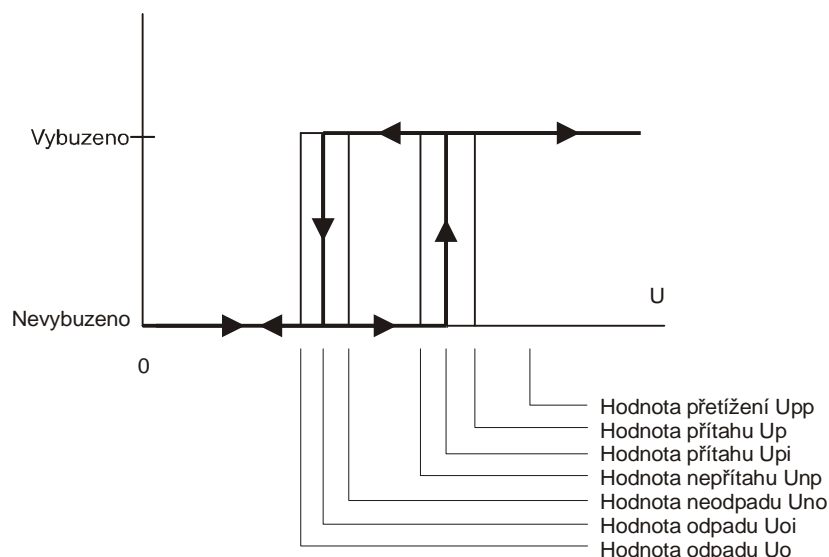 Vybuzeno
U
Nevybuzeno
0
Hodnota přetížení Upp
Hodnota přítahu Up
Hodnota přítahu Upi
Hodnota nepřítahu Unp
Hodnota neodpadu Uno
Hodnota odpadu Uoi
Hodnota odpadu Uo